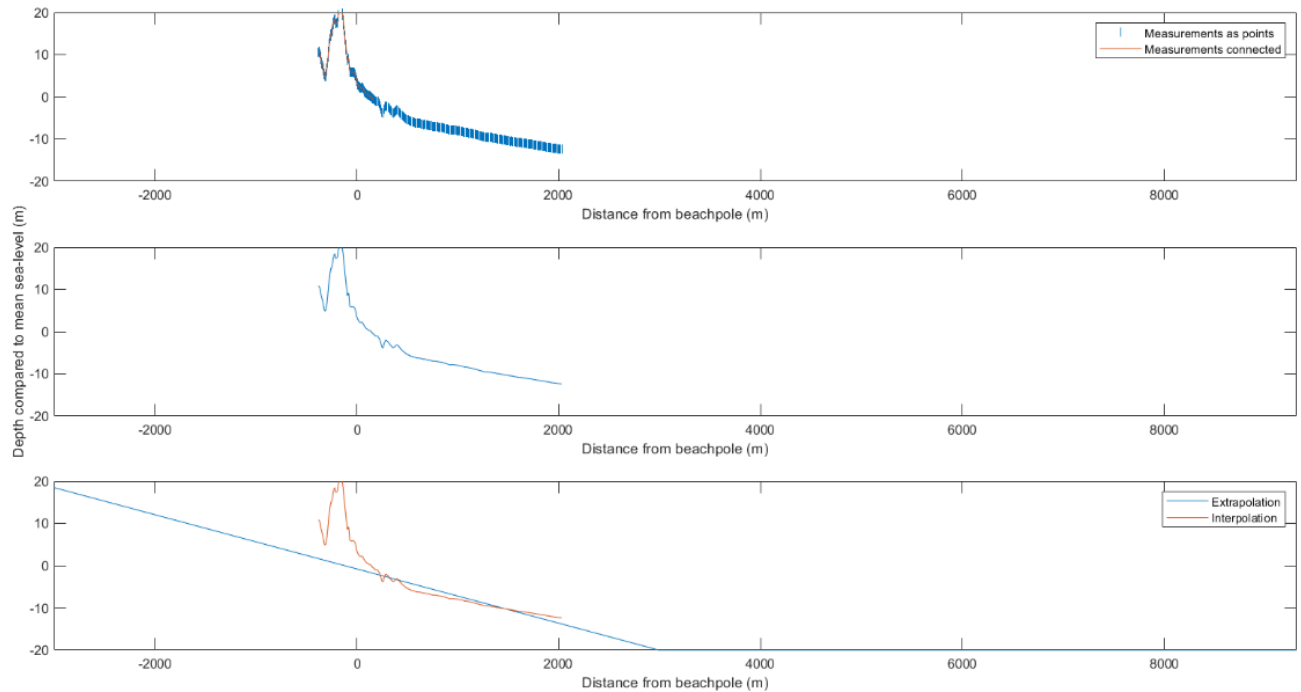 20
10
0
-10
-20
-2000 0 2000 4000 6000 8000
Distance from beachpole (m)
Measurements as points
Measurements connected
Depth compared to mean sea-level (m)
20
10
0
-10
-20
-2000 0 2000 4000 6000 8000
Distance from beachpole (m)
20
10
0
-10
-20
-2000 0 2000 4000 6000 8000
Distance from beachpole (m)
Extrapolation
Interpolation